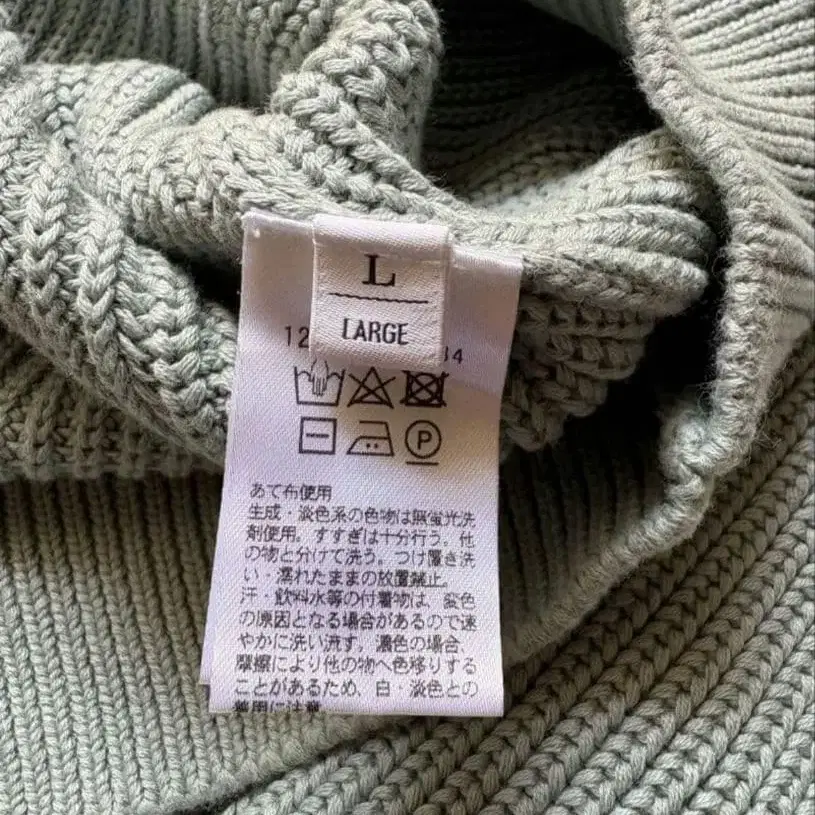 L
LARGE
12
14
P
あて布使用
生成・淡色系の色物は無蛍光洗
剤使用。すすぎは十分行う。他
の物と分けて洗う。つけ置き洗
い・濡れたままの放置禁止。
汗・飲料水等の付着物は、変色
の原因となる場合があるので速
やかに洗い流す。濃色の場合、
摩擦により他の物へ色移りする
ことがあるため、白・淡色との
着用に注意